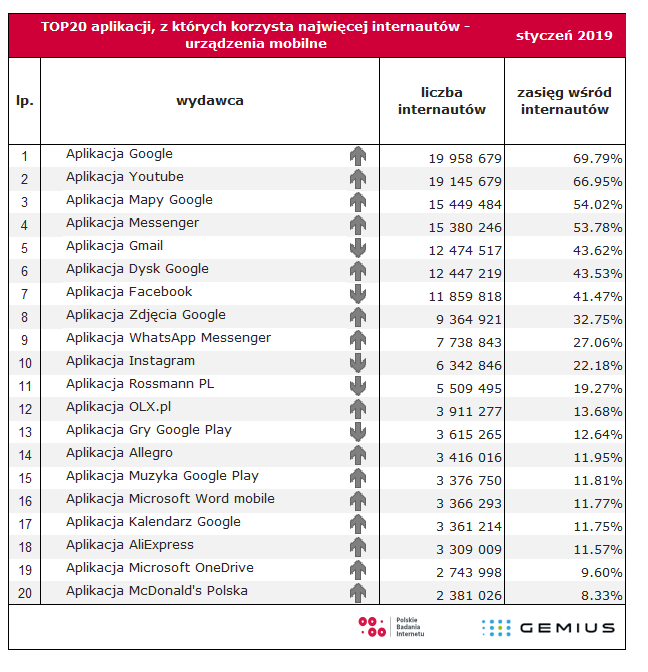 TOP20 aplikacji, z których korzysta najwięcej internautów -
urządzenia mobilne
styczeń 2019
lp. wydawca liczba internautów zasięg wśród internautów
1 Aplikacja Google 19 958 679 69.79%
2 Aplikacja Youtube 19 145 679 66.95%
3 Aplikacja Mapy Google 15 449 484 54.02%
4 Aplikacja Messenger 15 380 246 53.78%
5 Aplikacja Gmail 12 474 517 43.62%
6 Aplikacja Dysk Google 12 447 219 43.53%
7 Aplikacja Facebook 11 859 818 41.47%
8 Aplikacja Zdjęcia Google 9 364 921 32.75%
9 Aplikacja WhatsApp Messenger 7 738 843 27.06%
10 Aplikacja Instagram 6 342 846 22.18%
11 Aplikacja Rossmann PL 5 509 495 19.27%
12 Aplikacja OLX.pl 3 911 277 13.68%
13 Aplikacja Gry Google Play 3 615 265 12.64%
14 Aplikacja Allegro 3 416 016 11.95%
15 Aplikacja Muzyka Google Play 3 376 750 11.81%
16 Aplikacja Microsoft Word mobile 3 366 293 11.77%
17 Aplikacja Kalendarz Google 3 361 214 11.75%
18 Aplikacja AliExpress 3 309 009 11.57%
19 Aplikacja Microsoft OneDrive 2 743 998 9.60%
20 Aplikacja McDonald's Polska 2 381 026 8.33%
Polskie
Badania
Internetu
GEMIUS